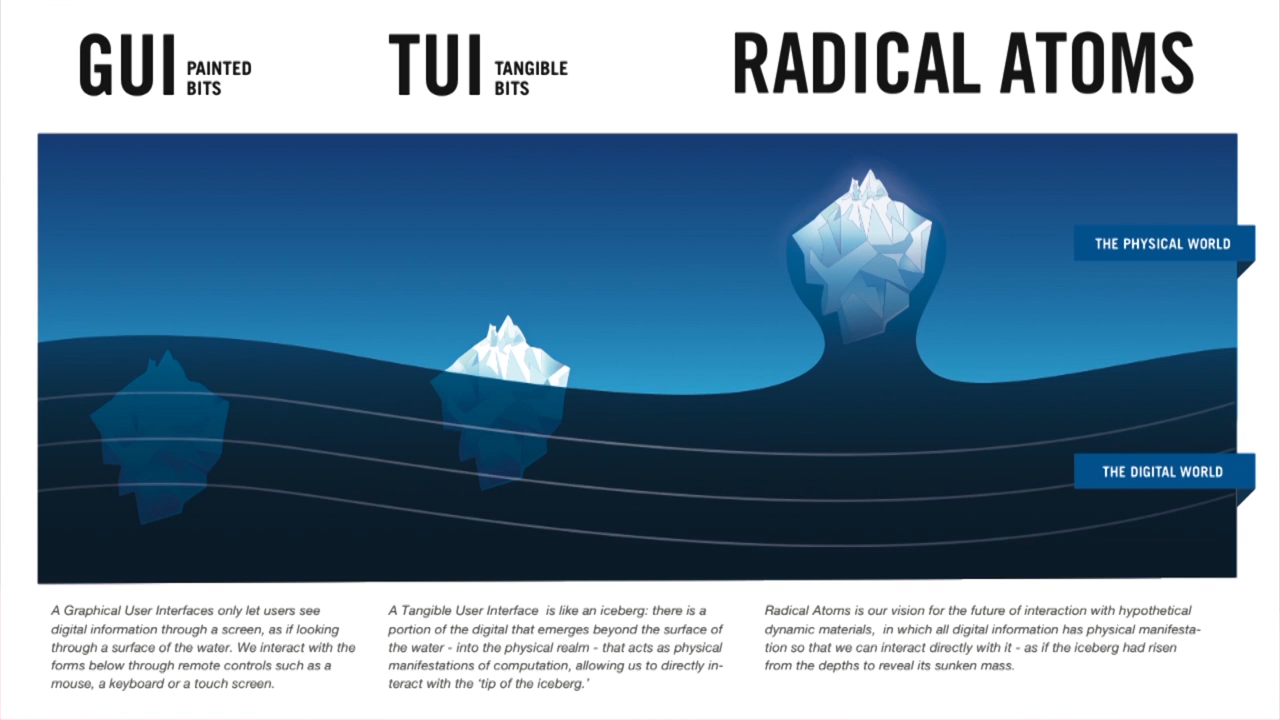 GUI PAINTED
BITS
TUI TANGIBLE
BITS
RADICAL ATOMS
THE PHYSICAL WORLD
THE DIGITAL WORLD
A Graphical User Interfaces only let users see
digital information through a screen, as if looking
through a surface of the water. We interact with the
forms below through remote controls such as a
mouse, a keyboard or a touch screen.
A Tangible User Interface  is like an iceberg: there is a
portion of the digital that emerges beyond the surface of
the water - into the physical realm - that acts as physical
manifestations of computation, allowing us to directly in-
teract with the ‘tip of the iceberg.’
Radical Atoms is our vision for the future of interaction with hypothetical
dynamic materials,  in which all digital information has physical manifesta-
tion so that we can interact directly with it - as if the iceberg had risen
from the depths to reveal its sunken mass.